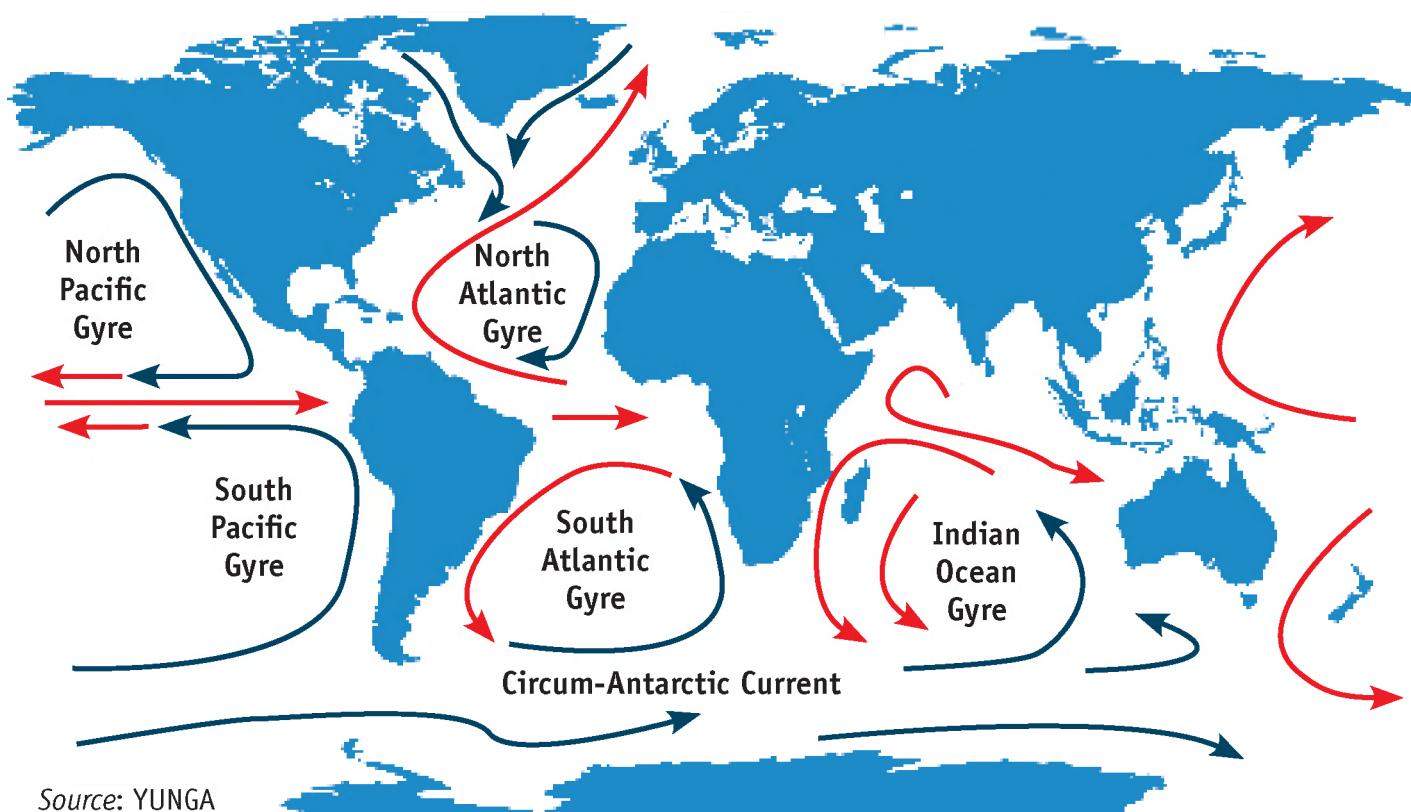 North
Pacific
Gyre
North
Atlantic
Gyre
South
Pacific
Gyre
South
Atlantic
Gyre
Indian
Ocean
Gyre
Circum-Antarctic Current
Source: YUNGA